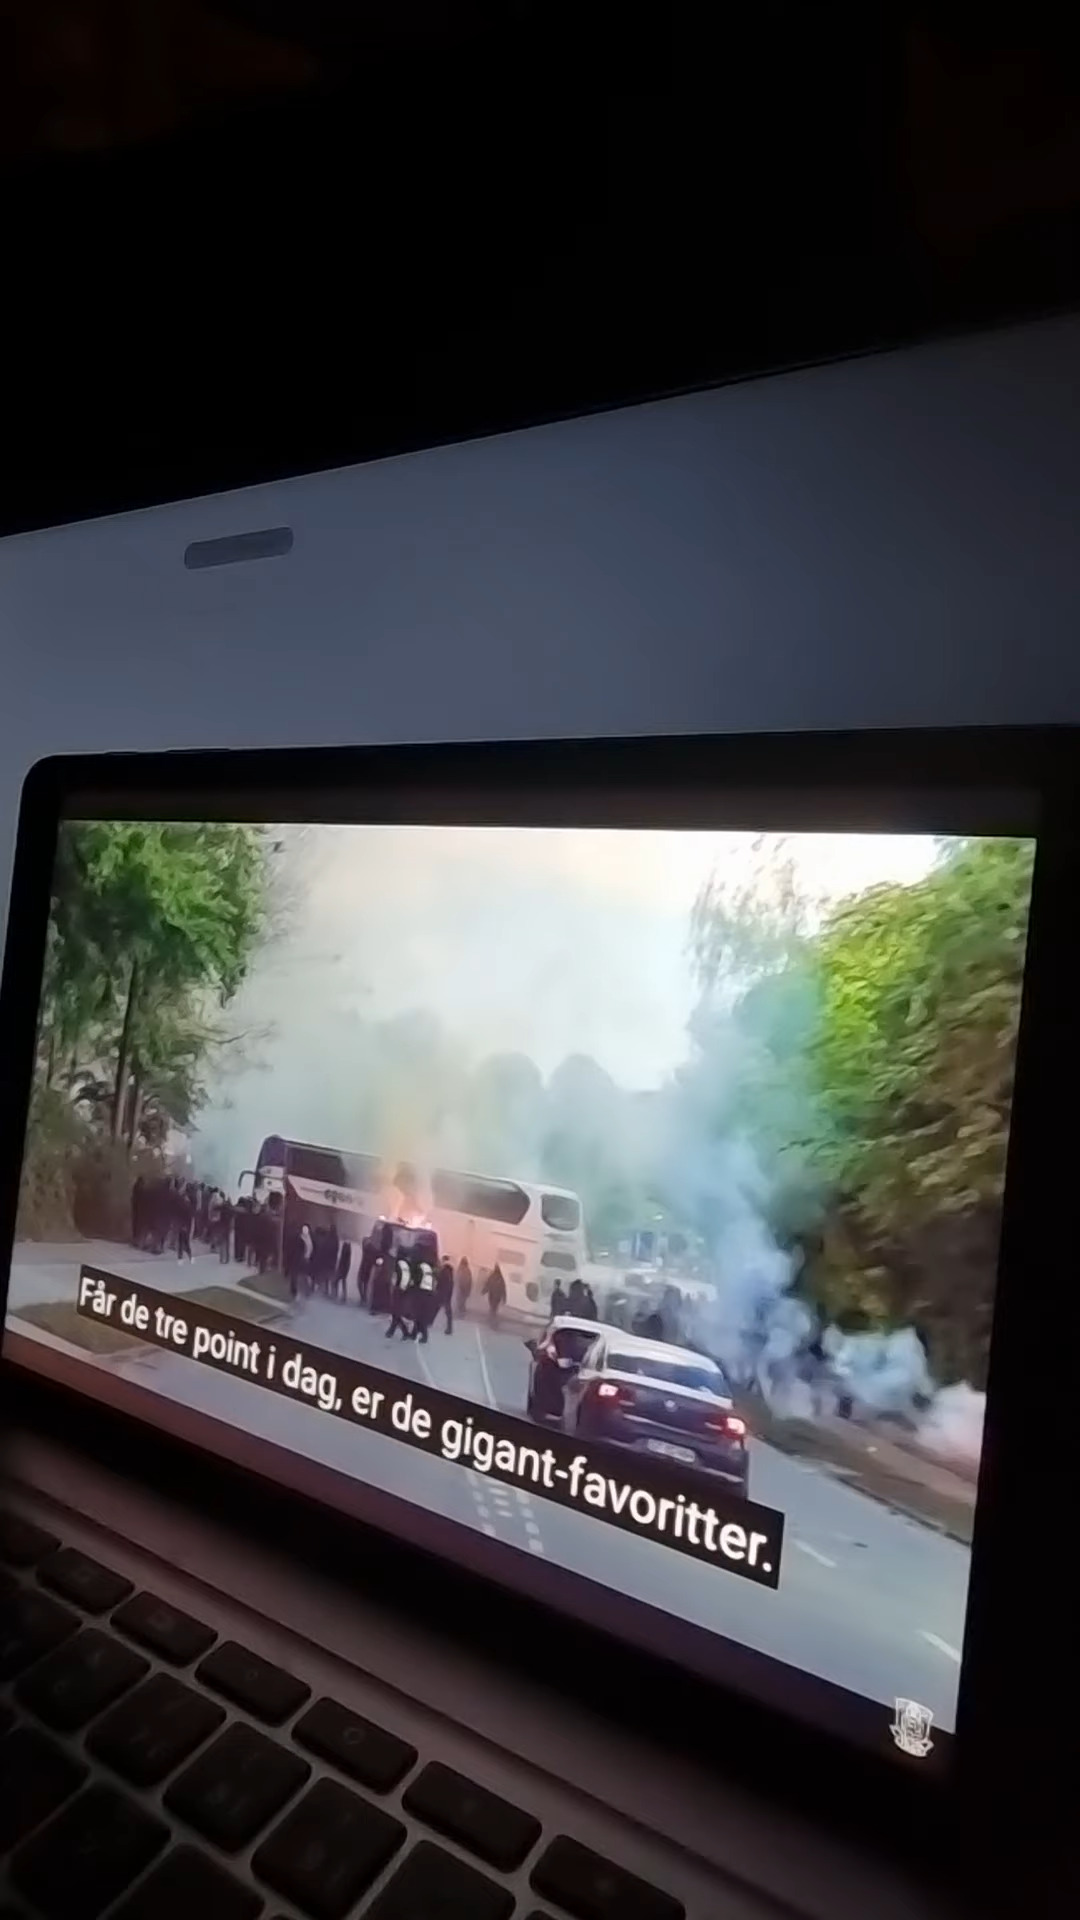 Får de tre point i dag, er de gigant-favoritter.